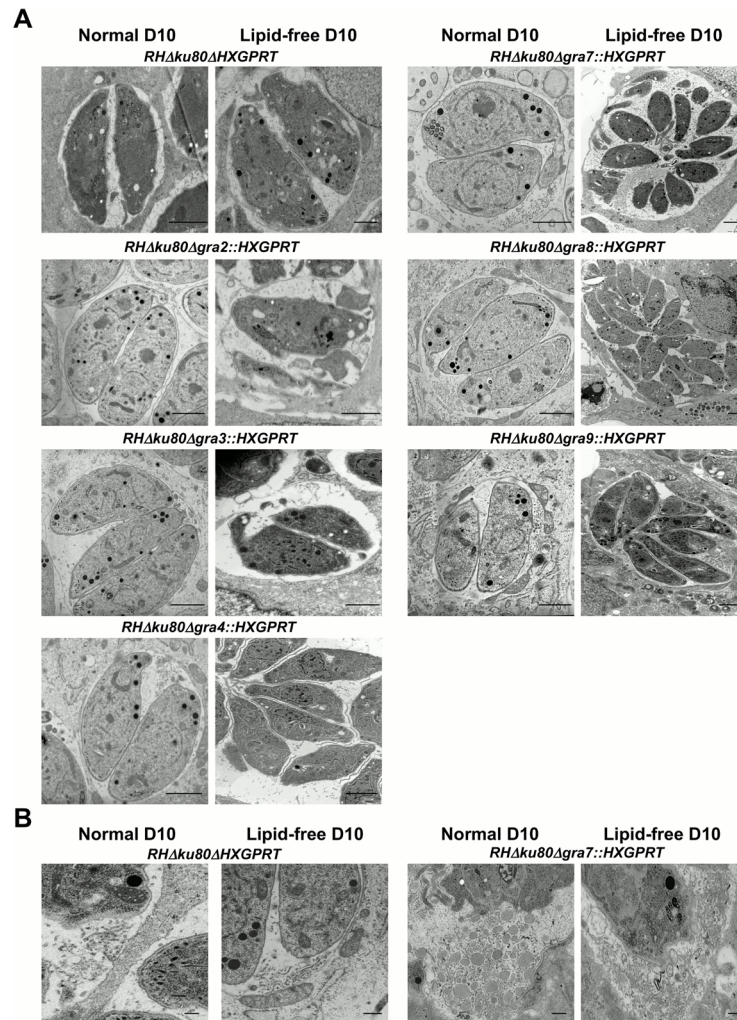 A
Normal D10 Lipid-free D10
RHΔku80ΔHXGPRT
Normal D10 Lipid-free D10
RHΔku80Δgra7::HXGPRT
RHΔku80Δgra2::HXGPRT
RHΔku80Δgra8::HXGPRT
RHΔku80Δgra3::HXGPRT
RHΔku80Δgra9::HXGPRT
RHΔku80Δgra4::HXGPRT
B
Normal D10 Lipid-free D10
RHΔku80ΔHXGPRT
Normal D10 Lipid-free D10
RHΔku80Δgra7::HXGPRT